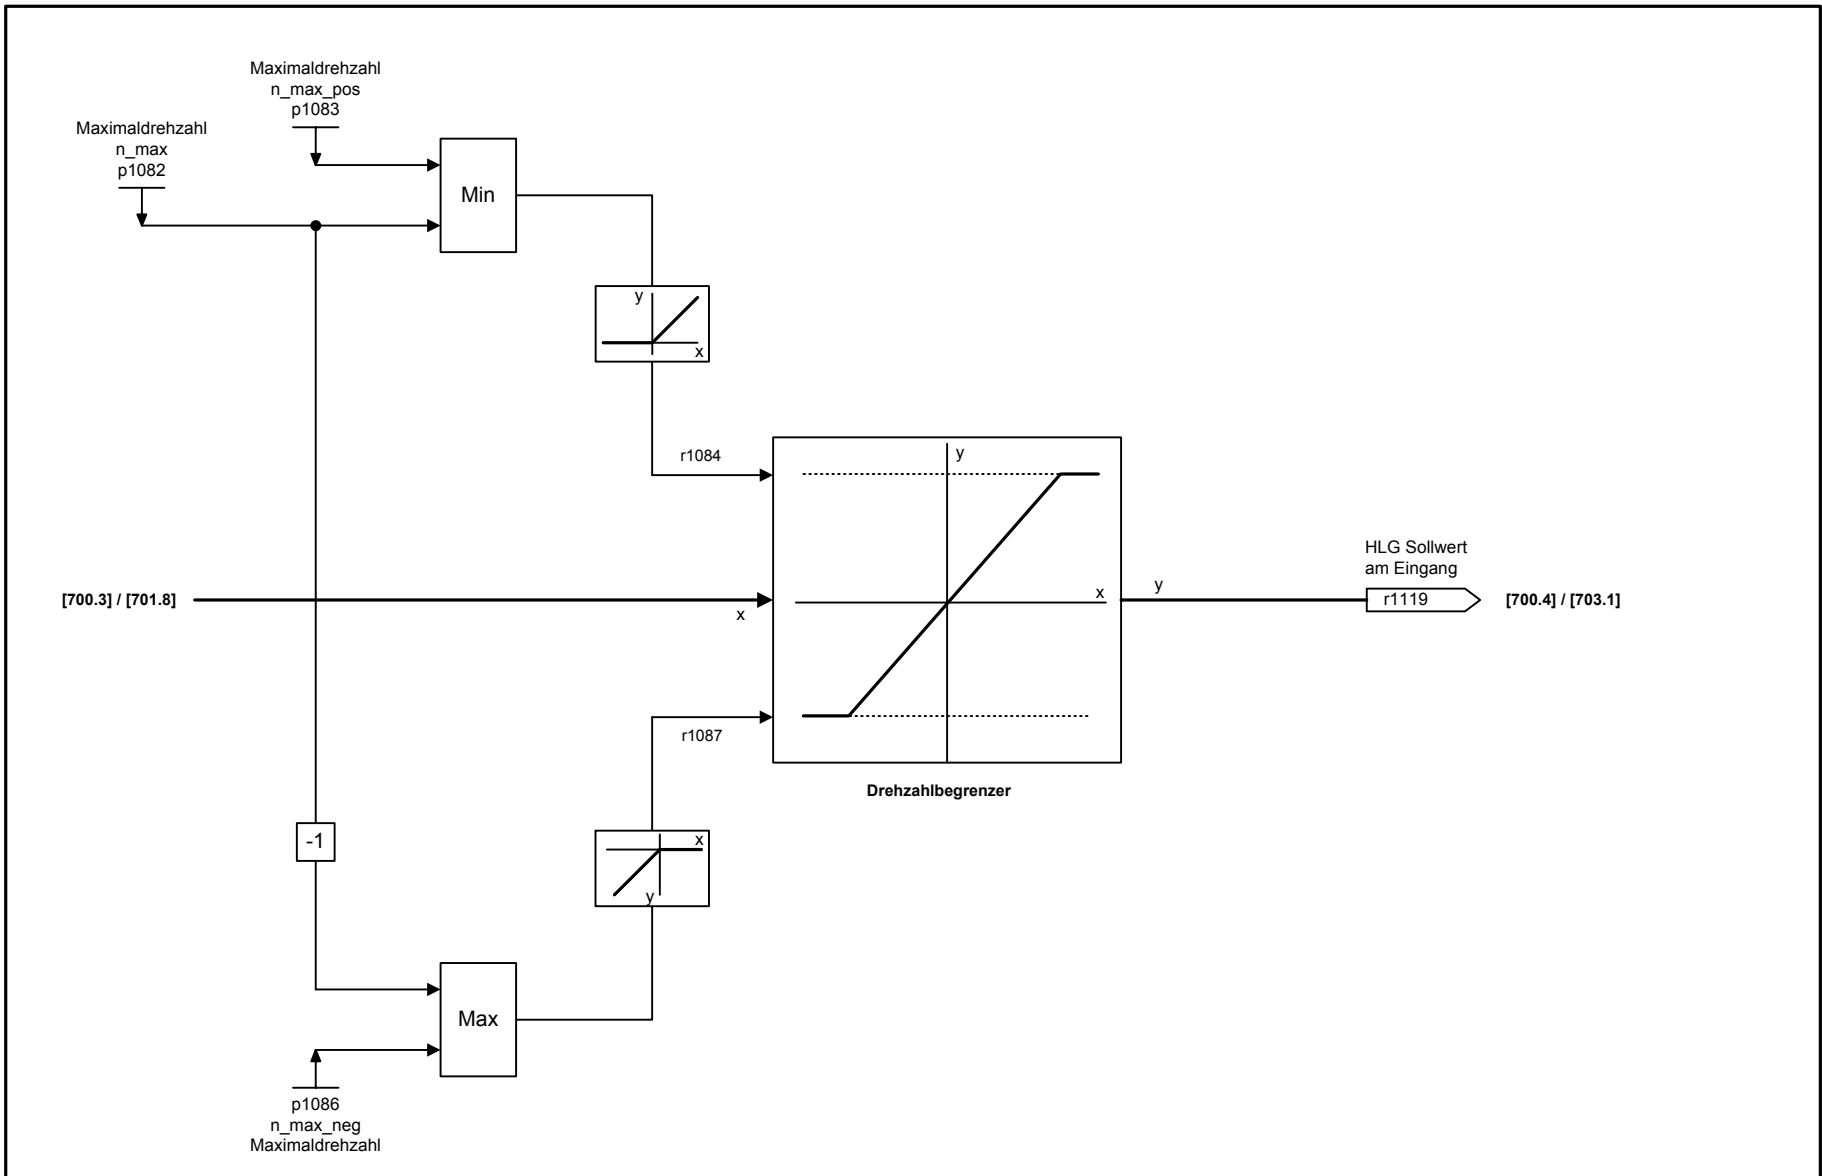 Maximaldrehzahl
n_max_pos
p1083
Maximaldrehzahl
n_max
p1082
Min
y
x
r1084
y
x
[700.3] / [701.8]
x
y
HLG Sollwert
am Eingang
r1119
[700.4] / [703.1]
r1087
Drehzahlbegrenzer
-1
x
y
Max
p1086
n_max_neg
Maximaldrehzahl